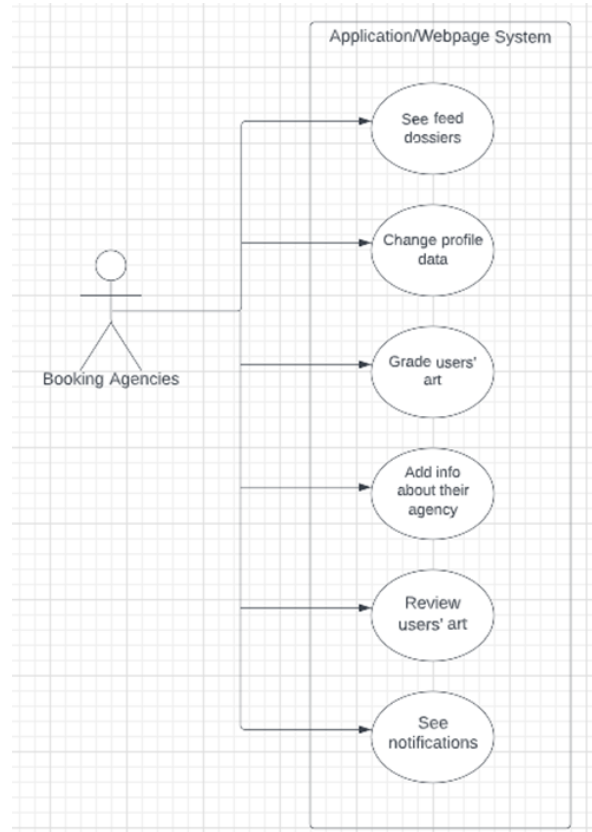 Application/Webpage System
See feed
dossiers
Change profile
data
Booking Agencies
Grade users'
art
Add info
about their
agency
Review
users' art
See
notifications